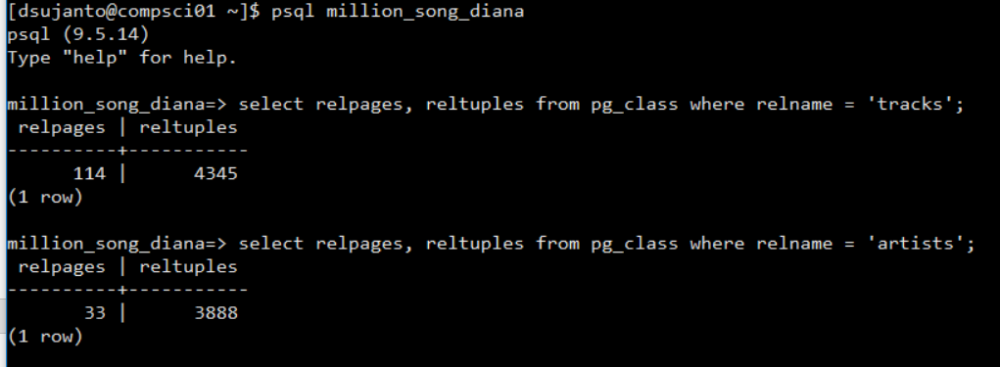 [dsujanto@compsci01 ~]$ psql million_song_diana
psql (9.5.14)
Type "help" for help.

million_song_diana=> select relpages, reltuples from pg_class where relname = 'tracks';
 relpages | reltuples
----------+-----------
      114 |      4345
(1 row)

million_song_diana=> select relpages, reltuples from pg_class where relname = 'artists';
 relpages | reltuples
----------+-----------
       33 |      3888
(1 row)